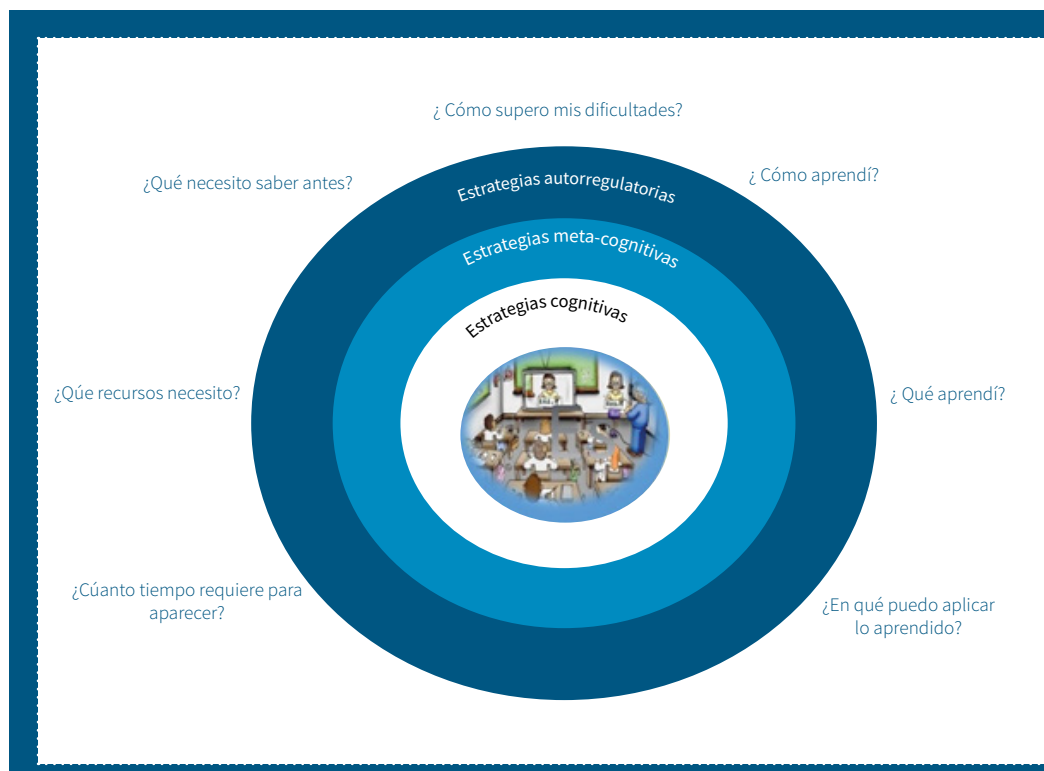 ¿ Cómo supero mis dificultades?
¿Qué necesito saber antes?
¿ Cómo aprendí?
Estrategias autorregulatorias
Estrategias meta-cognitivas
Estrategias cognitivas
¿Qúe recursos necesito?
¿ Qué aprendí?
¿Cúanto tiempo requiere para
aparecer?
¿En qué puedo aplicar
lo aprendido?